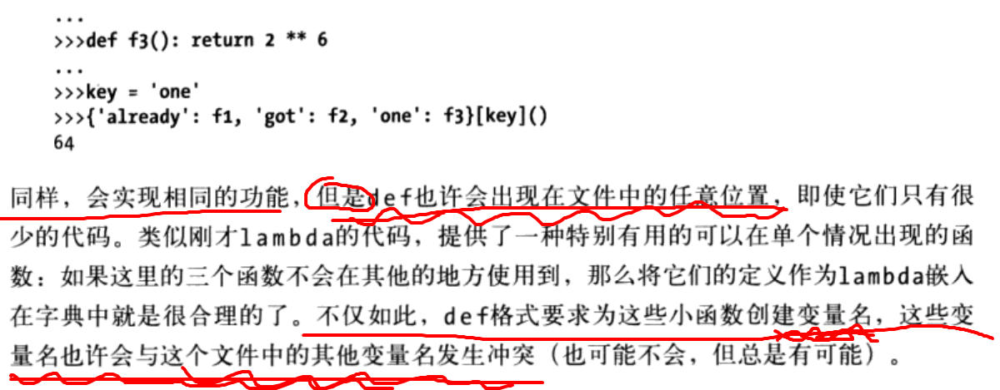 ...
>>>def f3(): return 2 ** 6
...
>>>key = 'one'
>>>{'already': f1, 'got': f2, 'one': f3}[key]()
64
同样，会实现相同的功能，但是def也许会出现在文件中的任意位置，即使它们只有很
少的代码。类似刚才lambda的代码，提供了一种特别有用的可以在单个情况出现的函
数：如果这里的三个函数不会在其他的地方使用到，那么将它们的定义作为lambda嵌入
在字典中就是很合理的了。不仅如此，def格式要求为这些小函数创建变量名，这些变
量名也许会与这个文件中的其他变量名发生冲突（也可能不会，但总是有可能）。